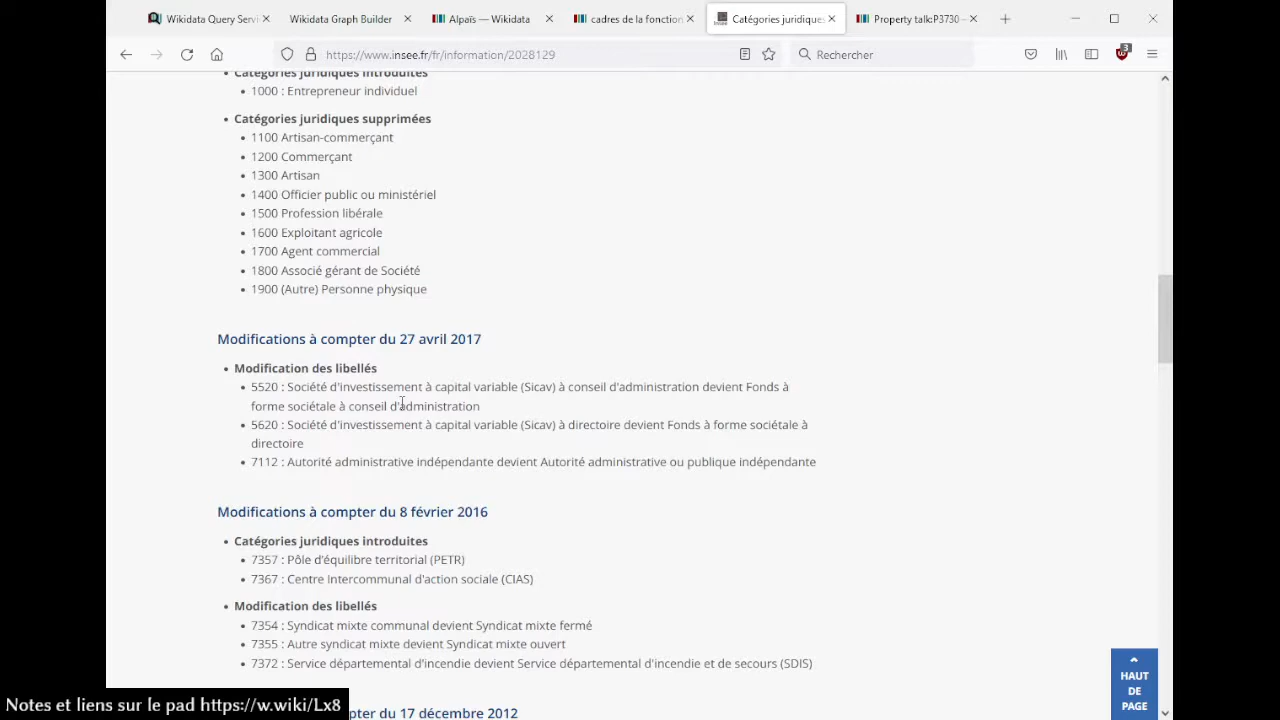 Wikidata Query Servi
Wikidata Graph Builder
Alpaïs — Wikidata
cadres de la fonction
Catégories juridiques
Property talk:P3730 –
https://www.insee.fr/fr/information/2028129
Rechercher
3
Catégories juridiques introduites
1000 : Entrepreneur individuel
Catégories juridiques supprimées
1100 Artisan-commerçant
1200 Commerçant
1300 Artisan
1400 Officier public ou ministériel
1500 Profession libérale
1600 Exploitant agricole
1700 Agent commercial
1800 Associé gérant de Société
1900 (Autre) Personne physique
Modifications à compter du 27 avril 2017
Modification des libellés
5520 : Société d'investissement à capital variable (Sicav) à conseil d'administration devient Fonds à
forme sociétale à conseil d'administration
5620 : Société d'investissement à capital variable (Sicav) à directoire devient Fonds à forme sociétale à
directoire
7112 : Autorité administrative indépendante devient Autorité administrative ou publique indépendante
Modifications à compter du 8 février 2016
Catégories juridiques introduites
7357 : Pôle d'équilibre territorial (PETR)
7367 : Centre Intercommunal d'action sociale (CIAS)
Modification des libellés
7354 : Syndicat mixte communal devient Syndicat mixte fermé
7355 : Autre syndicat mixte devient Syndicat mixte ouvert
7372 : Service départemental d'incendie devient Service départemental d'incendie et de secours (SDIS)
HAUT
DE
PAGE
Notes et liens sur le pad https://w.wiki/Lx8
pter du 17 décembre 2012